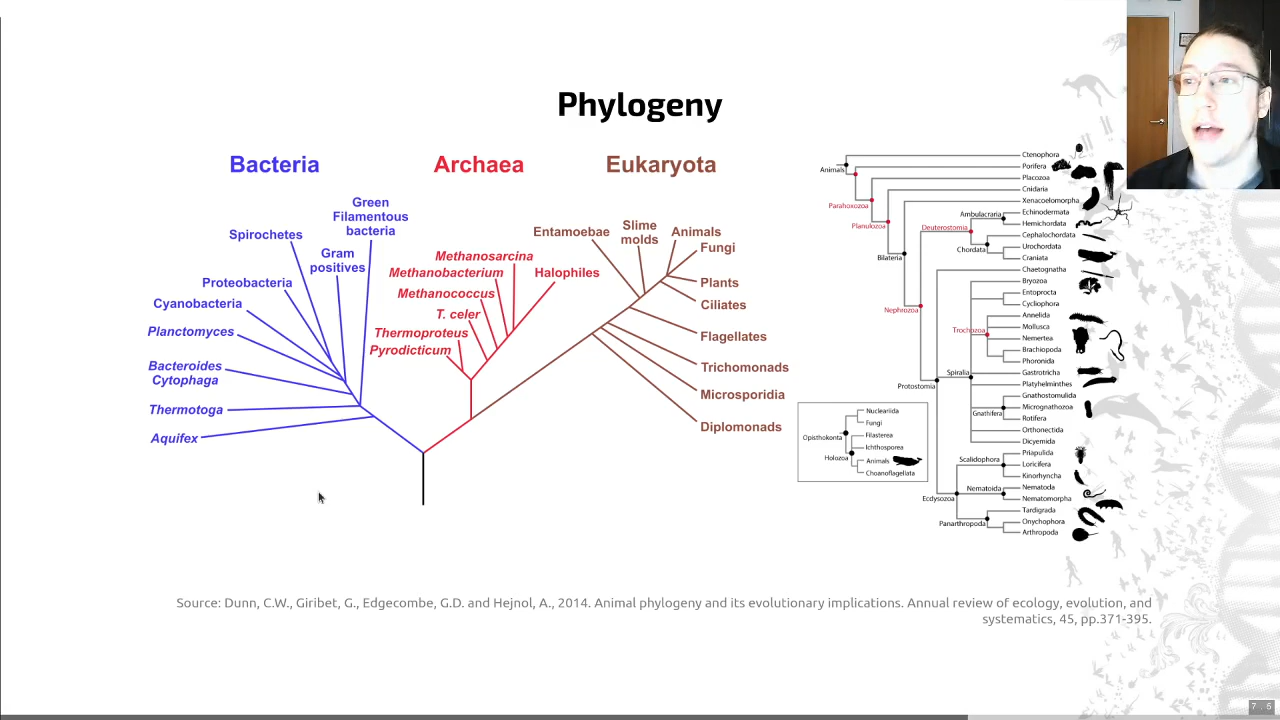 Phylogeny
Bacteria
Archaea
Eukaryota
Green
Filamentous
bacteria
Spirochetes
Gram
positives
Proteobacteria
Cyanobacteria
Planctomyces
Bacteroides
Cytophaga
Thermotoga
Aquifex
Methanosarcina
Methanobacterium
Halophiles
Methanococcus
T. celer
Thermoproteus
Pyrodicticum
Entamoebae
Slime
molds
Animals
Fungi
Plants
Ciliates
Flagellates
Trichomonads
Microsporidia
Diplomonads
Animals
Parahoxozoa
Planulozoa
Bilateria
Nephrozoa
Deuterostomia
Ambulacraria
Chordata
Protostomia
Spiralia
Trochozoa
Gnathifera
Ecdysozoa
Scalidophora
Nematoida
Panarthropoda
Ctenophora
Porifera
Placozoa
Cnidaria
Xenacoelomorpha
Echinodermata
Hemichordata
Cephalochordata
Urochordata
Craniata
Chaetognatha
Bryozoa
Entoprocta
Cycliophora
Annelida
Mollusca
Nemertea
Brachiopoda
Phoronida
Gastrotricha
Platyhelminthes
Gnathostomulida
Micrognathozoa
Rotifera
Orthonectida
Dicyemida
Priapulida
Loricifera
Kinorhyncha
Nematoda
Nematomorpha
Tardigrada
Onychophora
Arthropoda
Opisthokonta
Holozoa
Nucleariida
Fungi
Filasterea
Ichthosporea
Animals
Choanoflagellata
Source: Dunn, C.W., Giribet, G., Edgecombe, G.D. and Hejnol, A., 2014. Animal phylogeny and its evolutionary implications. Annual review of ecology, evolution, and
systematics, 45, pp.371-395.
7 . 6